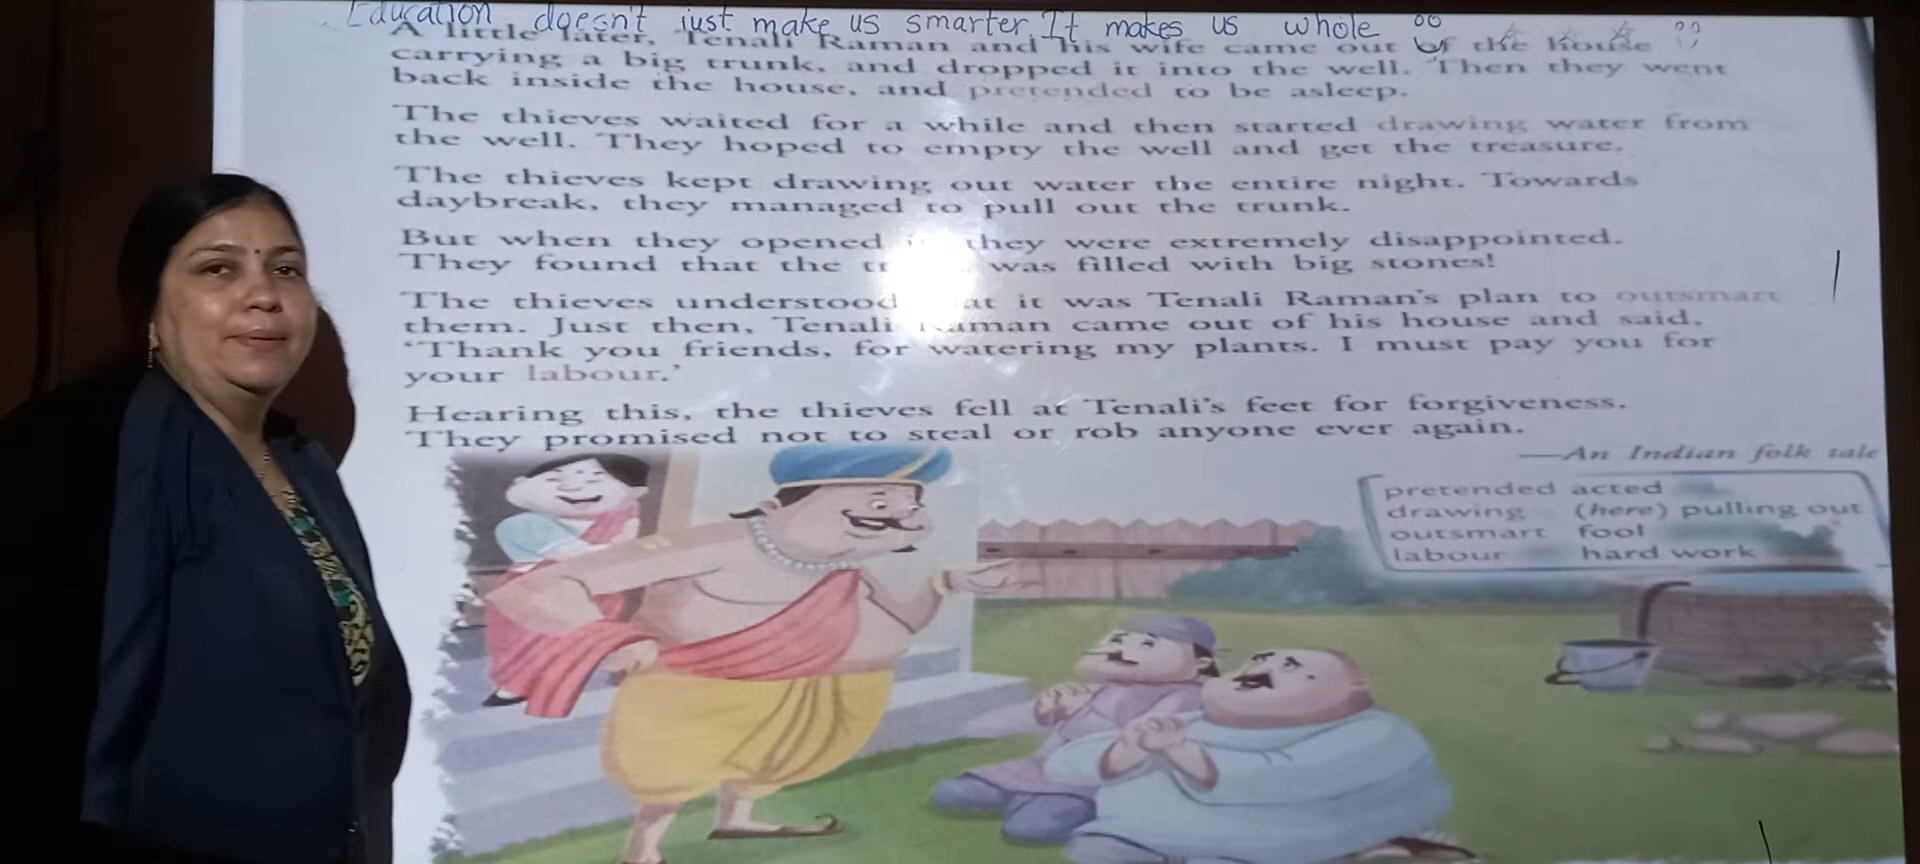 Education doesn't just make us smarter. It makes us whole
A little later, Tenali Raman and his wife came out of the house
carrying a big trunk, and dropped it into the well. Then they went
back inside the house, and pretended to be asleep.
The thieves waited for a while and then started drawing water from
the well. They hoped to empty the well and get the treasure.
The thieves kept drawing out water the entire night. Towards
daybreak, they managed to pull out the trunk.
But when they opened they were extremely disappointed.
They found that the was filled with big stones!
The thieves understood it was Tenali Raman's plan to outsmart
them. Just then, Tenali Raman came out of his house and said,
'Thank you friends, for watering my plants. I must pay you for
your labour.'
Hearing this, the thieves fell at Tenali's feet for forgiveness.
They promised not to steal or rob anyone ever again.
—An Indian folk tale
pretended acted
drawing (here) pulling out
outsmart fool
labour hard work